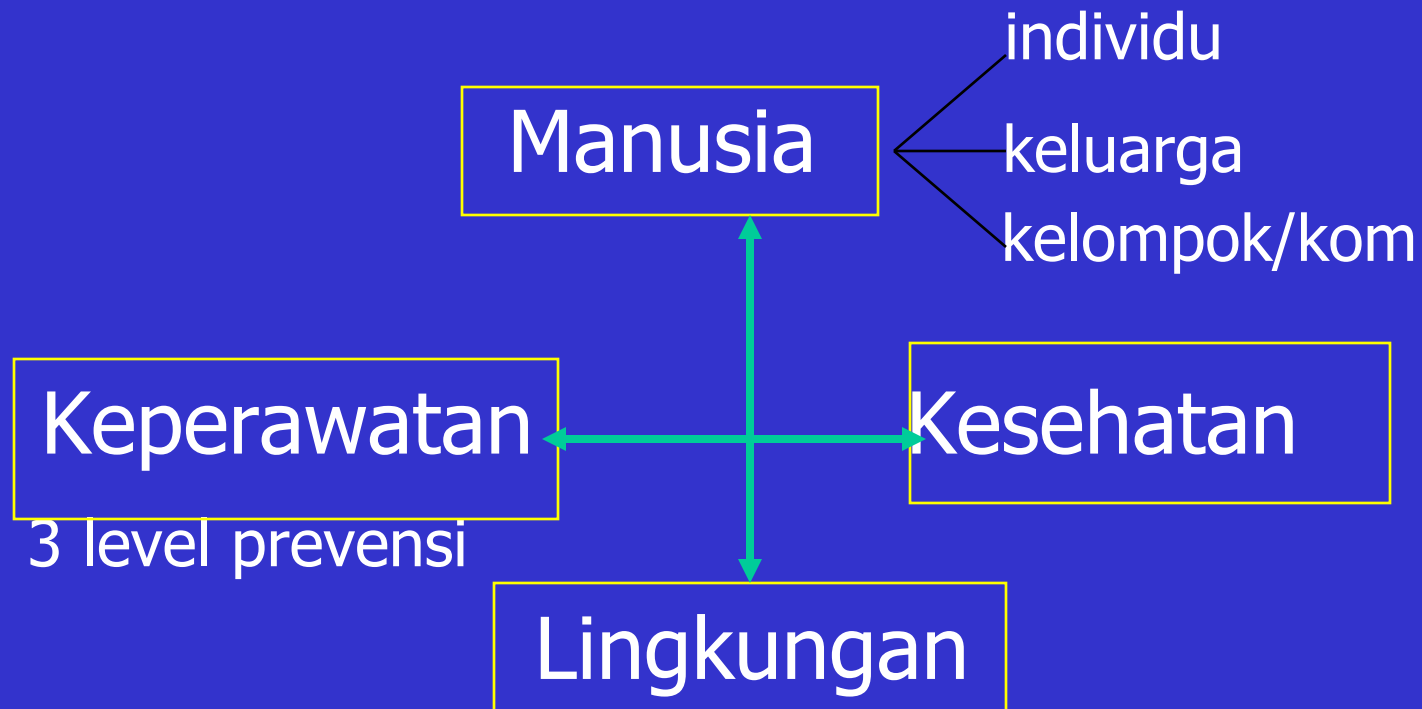 individu
Manusia
keluarga
kelompok/kom
Keperawatan
Kesehatan
3 level prevensi
Lingkungan